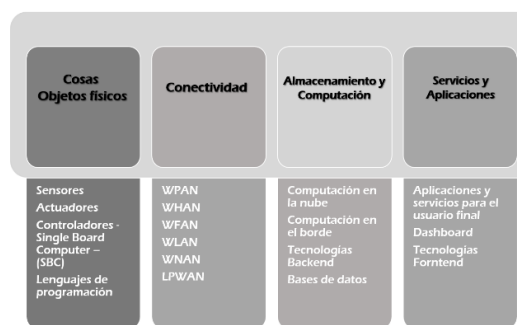 Cosas
Objetos físicos
Conectividad
Almacenamiento y
Computación
Servicios y
Aplicaciones
Sensores
Actuadores
Controladores -
Single Board
Computer –
(SBC)
Lenguajes de
programación
WPAN
WHAN
WFAN
WLAN
WNAN
LPWAN
Computación en
la nube
Computación en
el borde
Tecnologías
Backend
Bases de datos
Aplicaciones y
servicios para el
usuario final
Dashboard
Tecnologías
Forntend